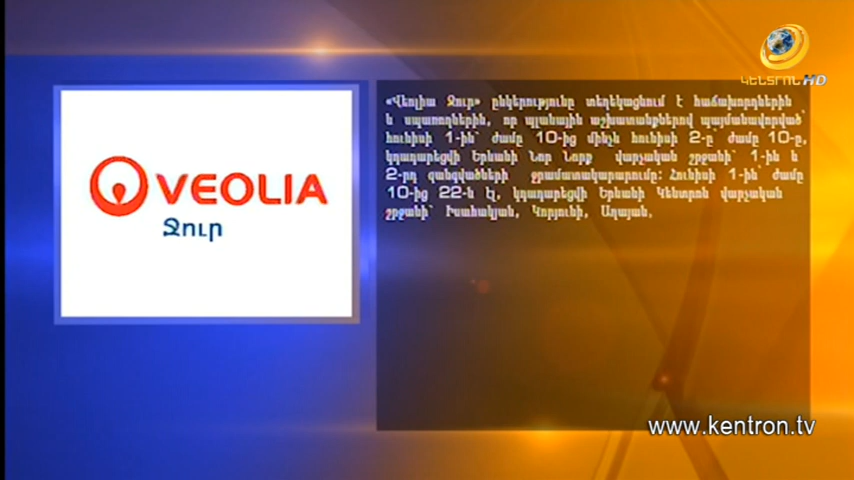 ԿԵՆՏՐՈՆ HD
VEOLIA
Ջուր
«Վեոլիա Ջուր» ընկերությունը տեղեկացնում է հաճախորդներին
և սպառողներին, որ պլանային աշխատանքներով պայմանավորված՝
հունիսի 1-ին՝ ժամը 10-ից մինչև հունիսի 2-ը՝ ժամը 10-ը,
կդադարեցվի Երևանի Նոր Նորք վարչական շրջանի՝ 1-ին և
2-րդ զանգվածների ջրամատակարարումը: Հունիսի 1-ին՝ ժամը
10-ից 22-ն էլ, կդադարեցվի Երևանի Կենտրոն վարչական
շրջանի՝ Իսահակյան, Կորյունի, Աղայան,
www.kentron.tv